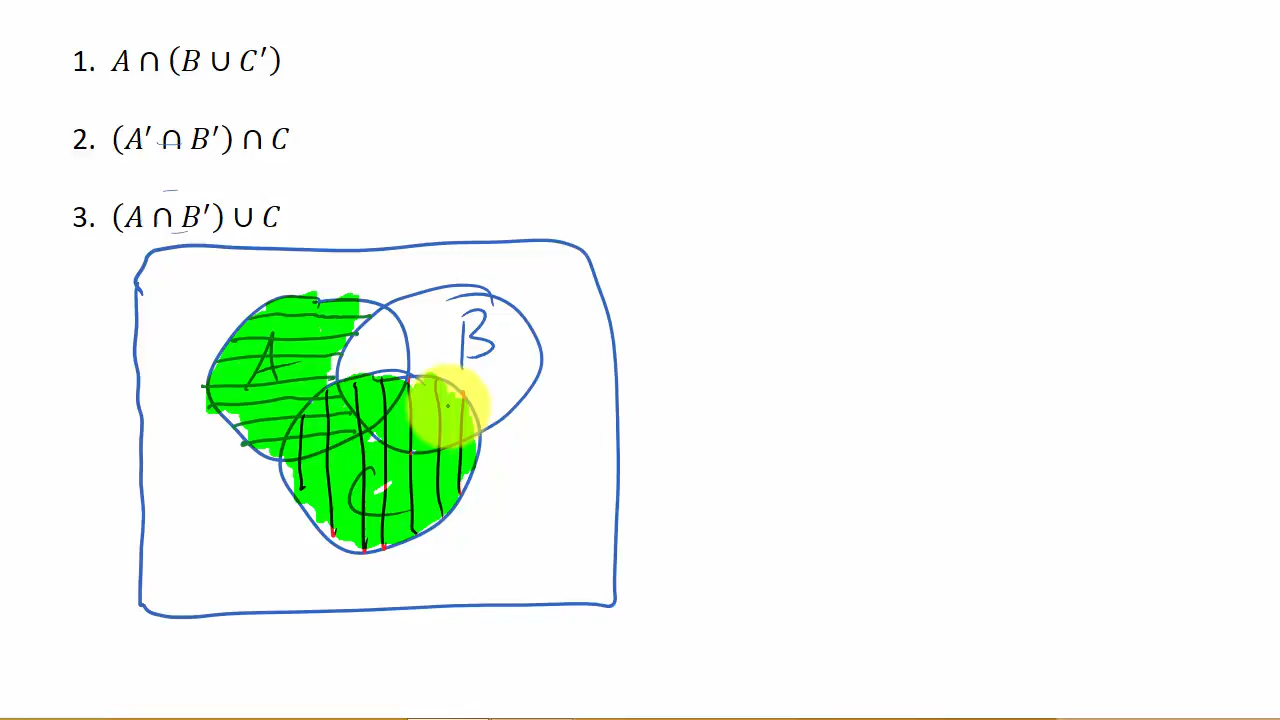 1. A ∩ (B ∪ C′)
2. (A′ ∩ B′) ∩ C
3. (A ∩ B′) ∪ C
A
B
C